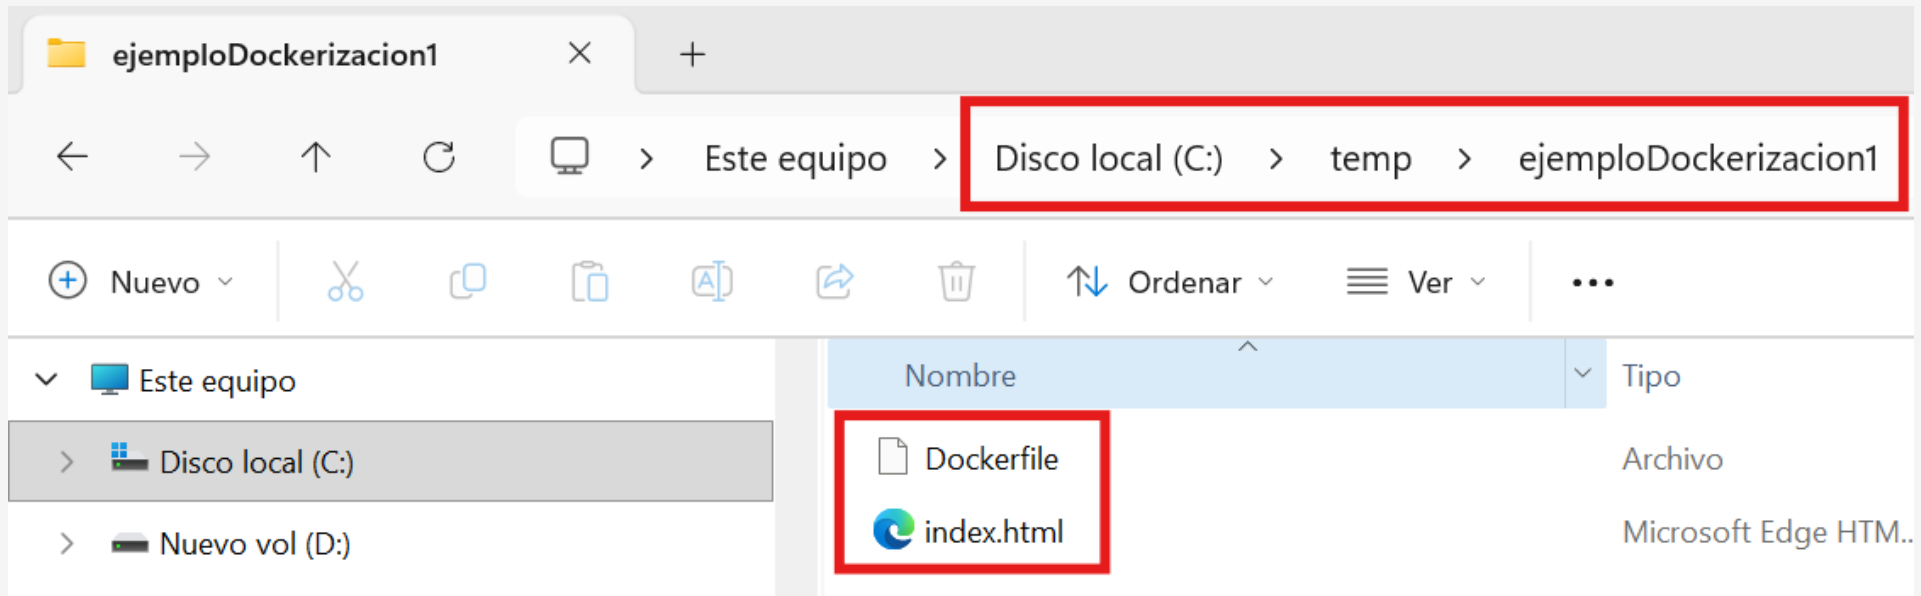 ejemploDockerizacion1
Este equipo > Disco local (C:) > temp > ejemploDockerizacion1
Nuevo Ordenar Ver
Este equipo
Disco local (C:)
Nuevo vol (D:)
Nombre Tipo
Dockerfile Archivo
index.html Microsoft Edge HTM...